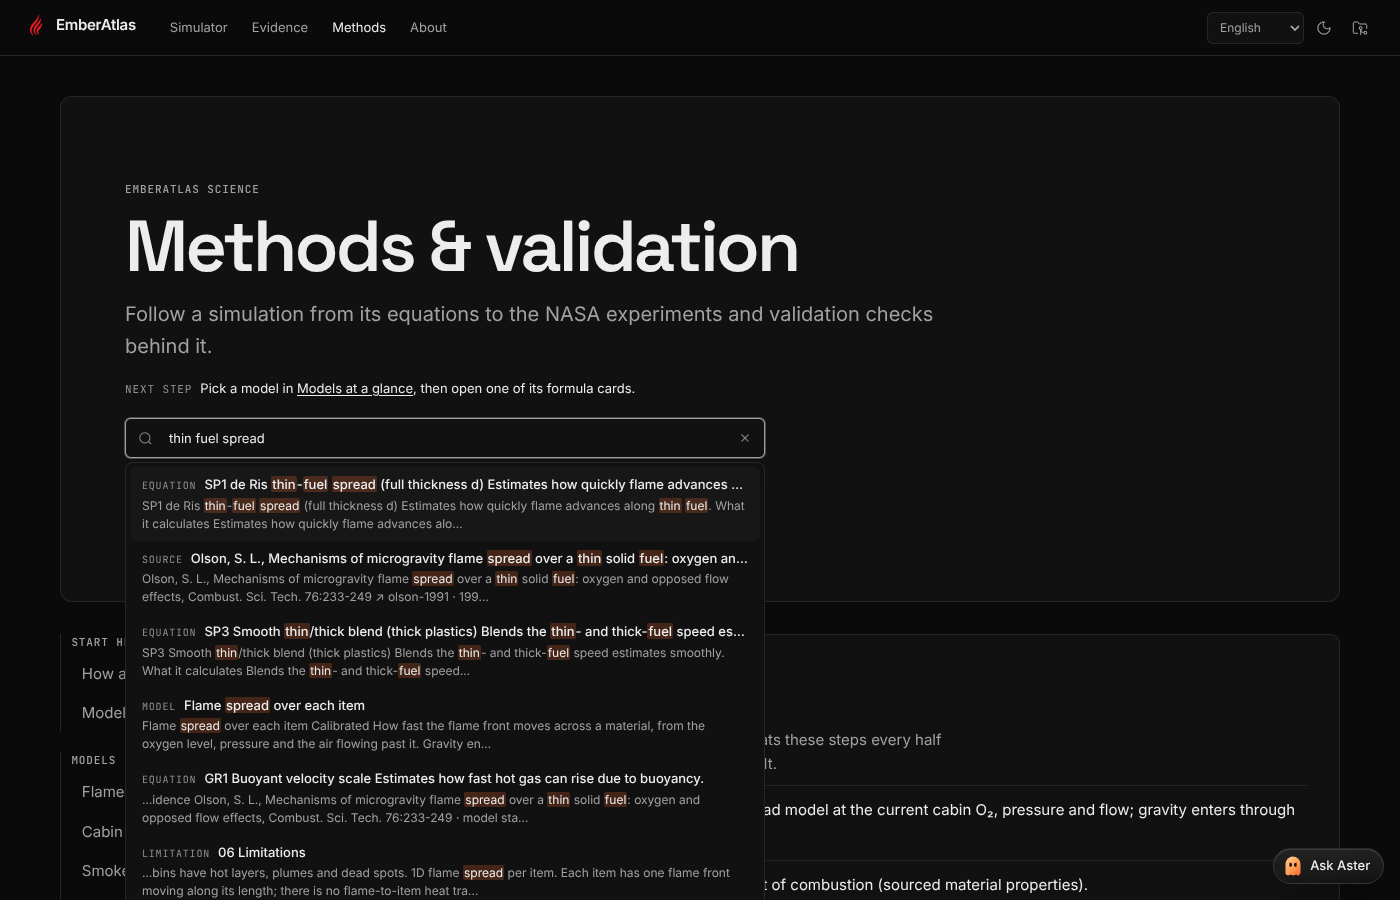 EmberAtlas
Simulator
Evidence
Methods
About
English
EMBERATLAS SCIENCE
Methods & validation
Follow a simulation from its equations to the NASA experiments and validation checks
behind it.
NEXT STEP Pick a model in Models at a glance, then open one of its formula cards.
thin fuel spread
EQUATION SP1 de Ris thin-fuel spread (full thickness d) Estimates how quickly flame advances ...
SP1 de Ris thin-fuel spread (full thickness d) Estimates how quickly flame advances along thin fuel. What
it calculates Estimates how quickly flame advances alo...
SOURCE Olson, S. L., Mechanisms of microgravity flame spread over a thin solid fuel: oxygen an...
Olson, S. L., Mechanisms of microgravity flame spread over a thin solid fuel: oxygen and opposed flow
effects, Combust. Sci. Tech. 76:233-249 ↗ olson-1991 · 199...
EQUATION SP3 Smooth thin/thick blend (thick plastics) Blends the thin- and thick-fuel speed es...
SP3 Smooth thin/thick blend (thick plastics) Blends the thin- and thick-fuel speed estimates smoothly.
What it calculates Blends the thin- and thick-fuel speed...
MODEL Flame spread over each item
Flame spread over each item Calibrated How fast the flame front moves across a material, from the
oxygen level, pressure and the air flowing past it. Gravity en...
EQUATION GR1 Buoyant velocity scale Estimates how fast hot gas can rise due to buoyancy.
...idence Olson, S. L., Mechanisms of microgravity flame spread over a thin solid fuel: oxygen and
opposed flow effects, Combust. Sci. Tech. 76:233-249 · model sta...
LIMITATION 06 Limitations
...bins have hot layers, plumes and dead spots. 1D flame spread per item. Each item has one flame front
moving along its length; there is no flame-to-item heat tra...
START H
How a
Model
MODELS
Flame
Cabin
Smoke
ats these steps every half
lt.
ad model at the current cabin O₂, pressure and flow; gravity enters through
t of combustion (sourced material properties).
Ask Aster